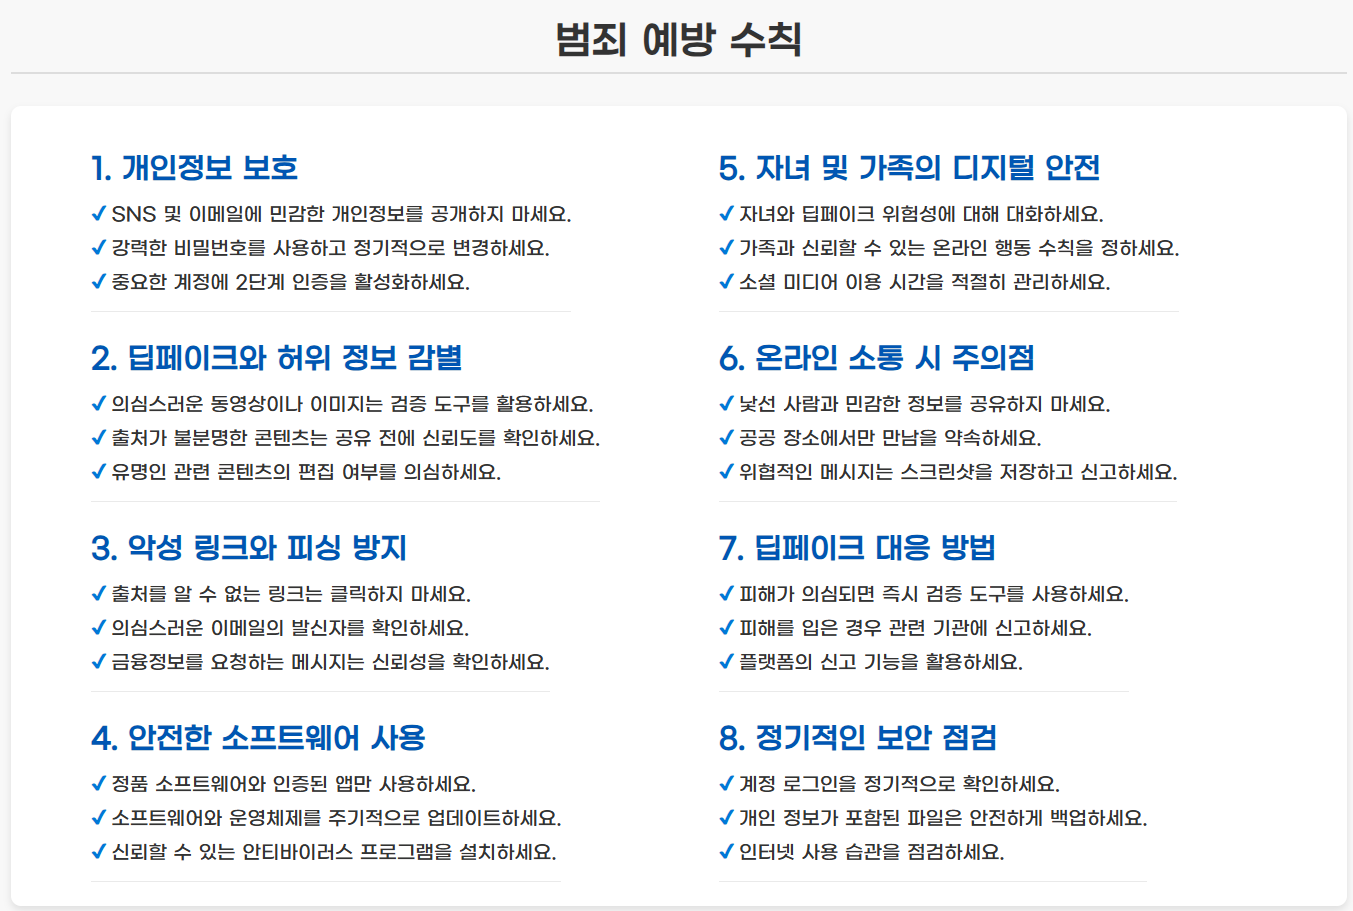 범죄 예방 수칙
1. 개인정보 보호
✔ SNS 및 이메일에 민감한 개인정보를 공개하지 마세요.
✔ 강력한 비밀번호를 사용하고 정기적으로 변경하세요.
✔ 중요한 계정에 2단계 인증을 활성화하세요.
2. 딥페이크와 허위 정보 감별
✔ 의심스러운 동영상이나 이미지는 검증 도구를 활용하세요.
✔ 출처가 불분명한 콘텐츠는 공유 전에 신뢰도를 확인하세요.
✔ 유명인 관련 콘텐츠의 편집 여부를 의심하세요.
3. 악성 링크와 피싱 방지
✔ 출처를 알 수 없는 링크는 클릭하지 마세요.
✔ 의심스러운 이메일의 발신자를 확인하세요.
✔ 금융정보를 요청하는 메시지는 신뢰성을 확인하세요.
4. 안전한 소프트웨어 사용
✔ 정품 소프트웨어와 인증된 앱만 사용하세요.
✔ 소프트웨어와 운영체제를 주기적으로 업데이트하세요.
✔ 신뢰할 수 있는 안티바이러스 프로그램을 설치하세요.
5. 자녀 및 가족의 디지털 안전
✔ 자녀와 딥페이크 위험성에 대해 대화하세요.
✔ 가족과 신뢰할 수 있는 온라인 행동 수칙을 정하세요.
✔ 소셜 미디어 이용 시간을 적절히 관리하세요.
6. 온라인 소통 시 주의점
✔ 낯선 사람과 민감한 정보를 공유하지 마세요.
✔ 공공 장소에서만 만남을 약속하세요.
✔ 위협적인 메시지는 스크린샷을 저장하고 신고하세요.
7. 딥페이크 대응 방법
✔ 피해가 의심되면 즉시 검증 도구를 사용하세요.
✔ 피해를 입은 경우 관련 기관에 신고하세요.
✔ 플랫폼의 신고 기능을 활용하세요.
8. 정기적인 보안 점검
✔ 계정 로그인을 정기적으로 확인하세요.
✔ 개인 정보가 포함된 파일은 안전하게 백업하세요.
✔ 인터넷 사용 습관을 점검하세요.